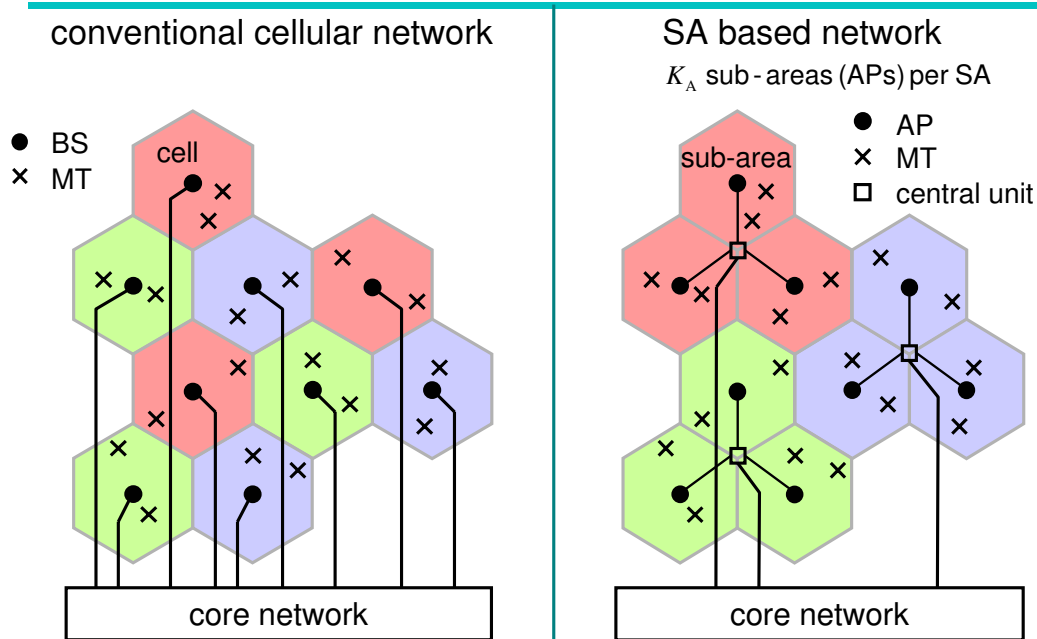 conventional cellular network
BS
MT
cell
core network
SA based network
K_A sub-areas (APs) per SA
AP
MT
central unit
sub-area
core network